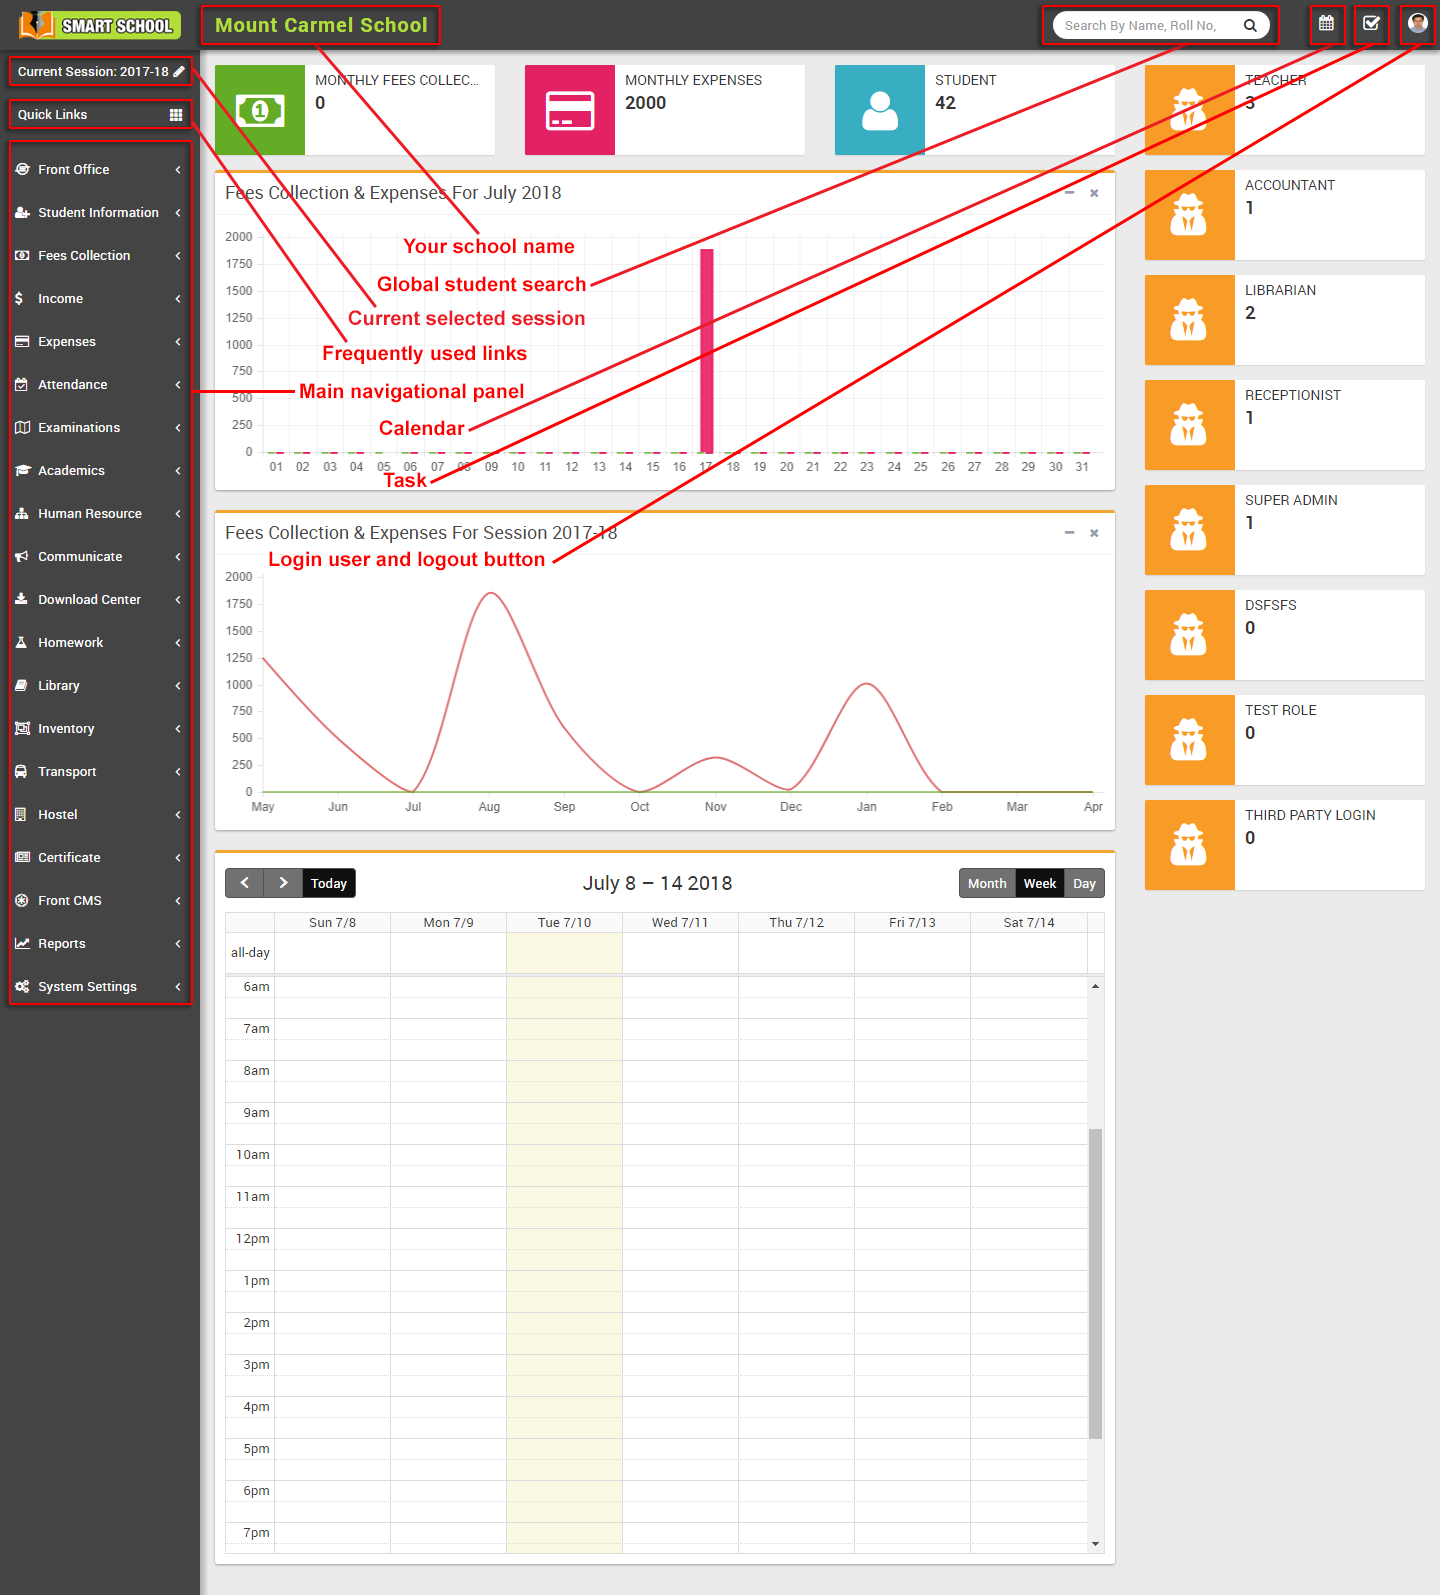 SMART SCHOOL
Mount Carmel School
Search By Name, Roll No,
Current Session: 2017-18
Quick Links
Front Office
Student Information
Fees Collection
Income
Expenses
Attendance
Examinations
Academics
Human Resource
Communicate
Download Center
Homework
Library
Inventory
Transport
Hostel
Certificate
Front CMS
Reports
System Settings
MONTHLY FEES COLLEC...
0
MONTHLY EXPENSES
2000
STUDENT
42
TEACHER
3
ACCOUNTANT
1
LIBRARIAN
2
RECEPTIONIST
1
SUPER ADMIN
1
DSFSFS
0
TEST ROLE
0
THIRD PARTY LOGIN
0
Fees Collection & Expenses For July 2018
Your school name
Global student search
Current selected session
Frequently used links
Main navigational panel
Calendar
Task
2000
1750
1500
1250
1000
750
500
250
0
01 02 03 04 05 06 07 08 09 10 11 12 13 14 15 16 17 18 19 20 21 22 23 24 25 26 27 28 29 30 31
Fees Collection & Expenses For Session 2017-18
Login user and logout button
2000
1750
1500
1250
1000
750
500
250
0
May Jun Jul Aug Sep Oct Nov Dec Jan Feb Mar Apr
Today
July 8 – 14 2018
Month Week Day
Sun 7/8 Mon 7/9 Tue 7/10 Wed 7/11 Thu 7/12 Fri 7/13 Sat 7/14
all-day
6am
7am
8am
9am
10am
11am
12pm
1pm
2pm
3pm
4pm
5pm
6pm
7pm